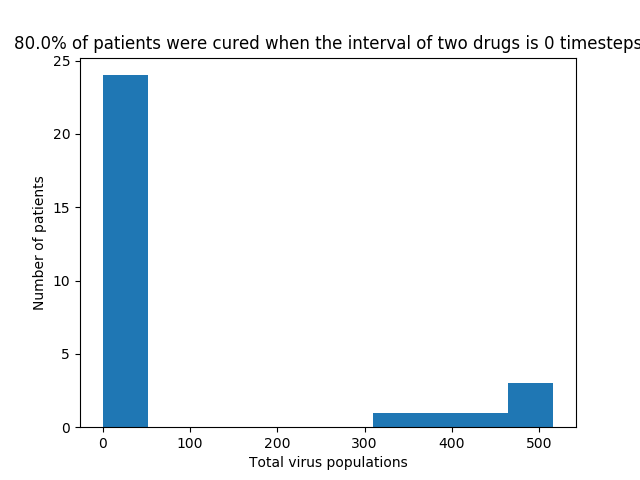 80.0% of patients were cured when the interval of two drugs is 0 timesteps
25
20
15
10
5
0
Number of patients
0 100 200 300 400 500
Total virus populations